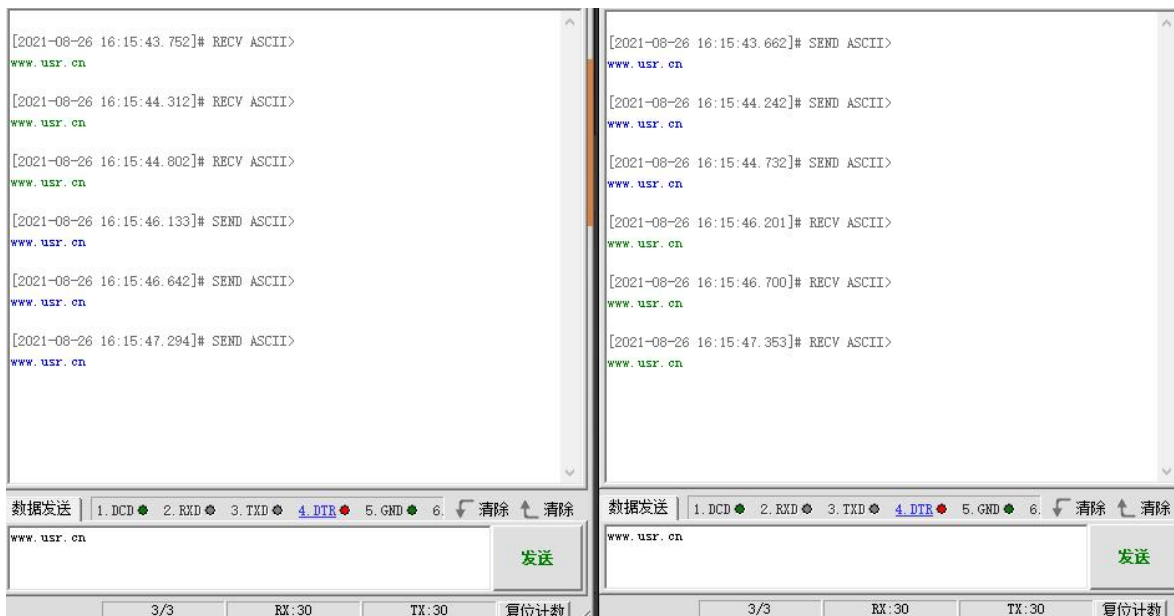 [2021-08-26 16:15:43.752]# RECV ASCII>
www.usr.cn
[2021-08-26 16:15:44.312]# RECV ASCII>
www.usr.cn
[2021-08-26 16:15:44.802]# RECV ASCII>
www.usr.cn
[2021-08-26 16:15:46.133]# SEND ASCII>
www.usr.cn
[2021-08-26 16:15:46.642]# SEND ASCII>
www.usr.cn
[2021-08-26 16:15:47.294]# SEND ASCII>
www.usr.cn
数据发送 1.DCD 2.RXD 3.TXD 4.DTR 5.GND 6. 清除 清除
www.usr.cn
发送
3/3 RX:30 TX:30 复位计数
[2021-08-26 16:15:43.662]# SEND ASCII>
www.usr.cn
[2021-08-26 16:15:44.242]# SEND ASCII>
www.usr.cn
[2021-08-26 16:15:44.732]# SEND ASCII>
www.usr.cn
[2021-08-26 16:15:46.201]# RECV ASCII>
www.usr.cn
[2021-08-26 16:15:46.700]# RECV ASCII>
www.usr.cn
[2021-08-26 16:15:47.353]# RECV ASCII>
www.usr.cn
数据发送 1.DCD 2.RXD 3.TXD 4.DTR 5.GND 6. 清除 清除
www.usr.cn
发送
3/3 RX:30 TX:30 复位计数